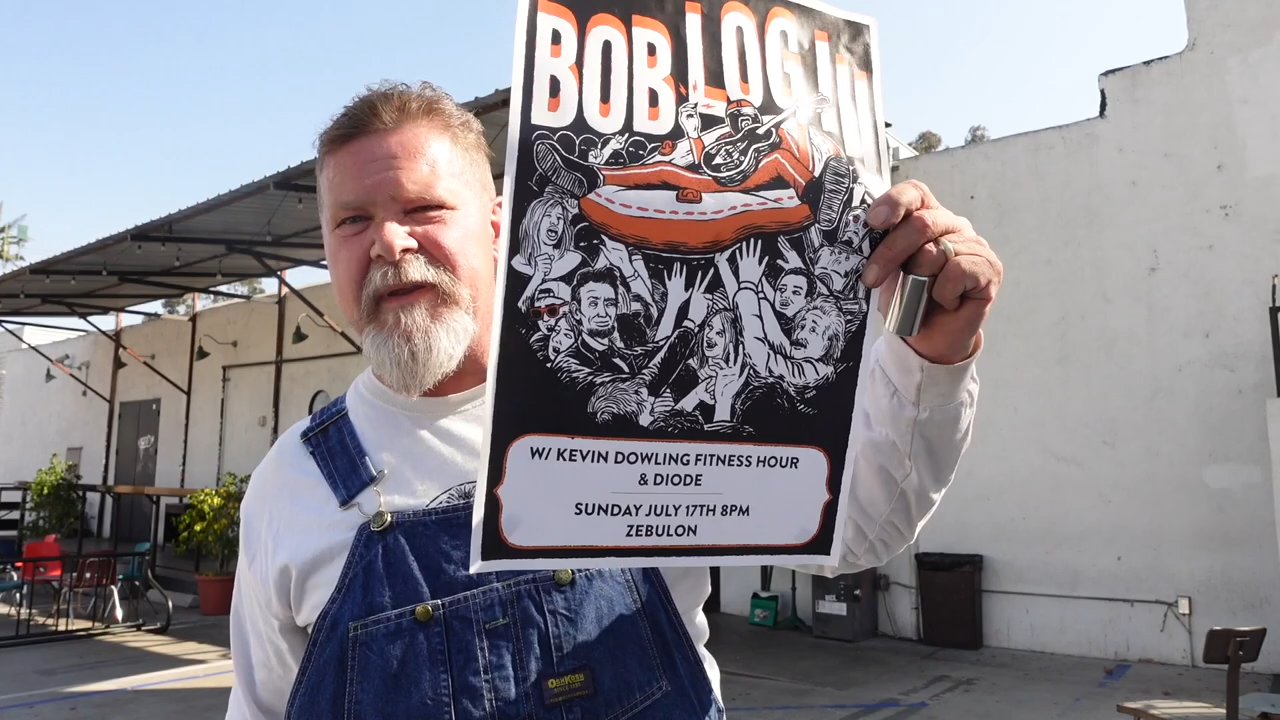 BOB LOG III
W/ KEVIN DOWLING FITNESS HOUR
& DIODE
SUNDAY JULY 17TH 8PM
ZEBULON
OSHKOSH